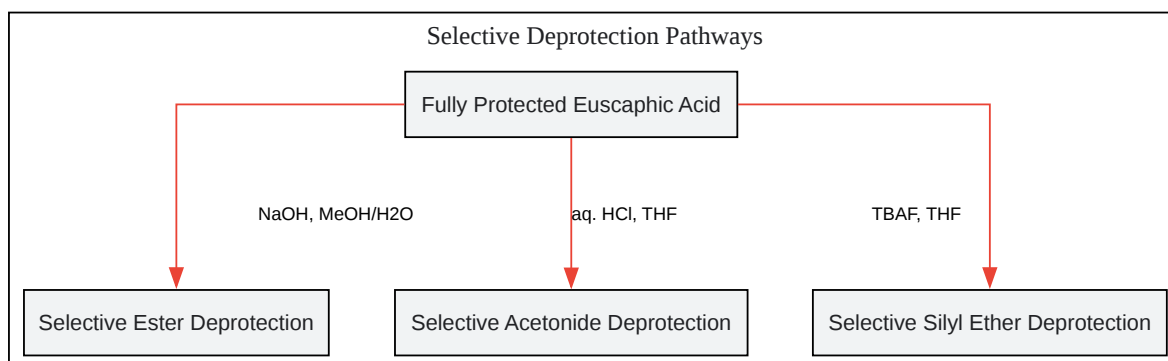 Selective Deprotection Pathways
Fully Protected Euscaphic Acid
NaOH, MeOH/H2O
aq. HCl, THF
TBAF, THF
Selective Ester Deprotection
Selective Acetonide Deprotection
Selective Silyl Ether Deprotection